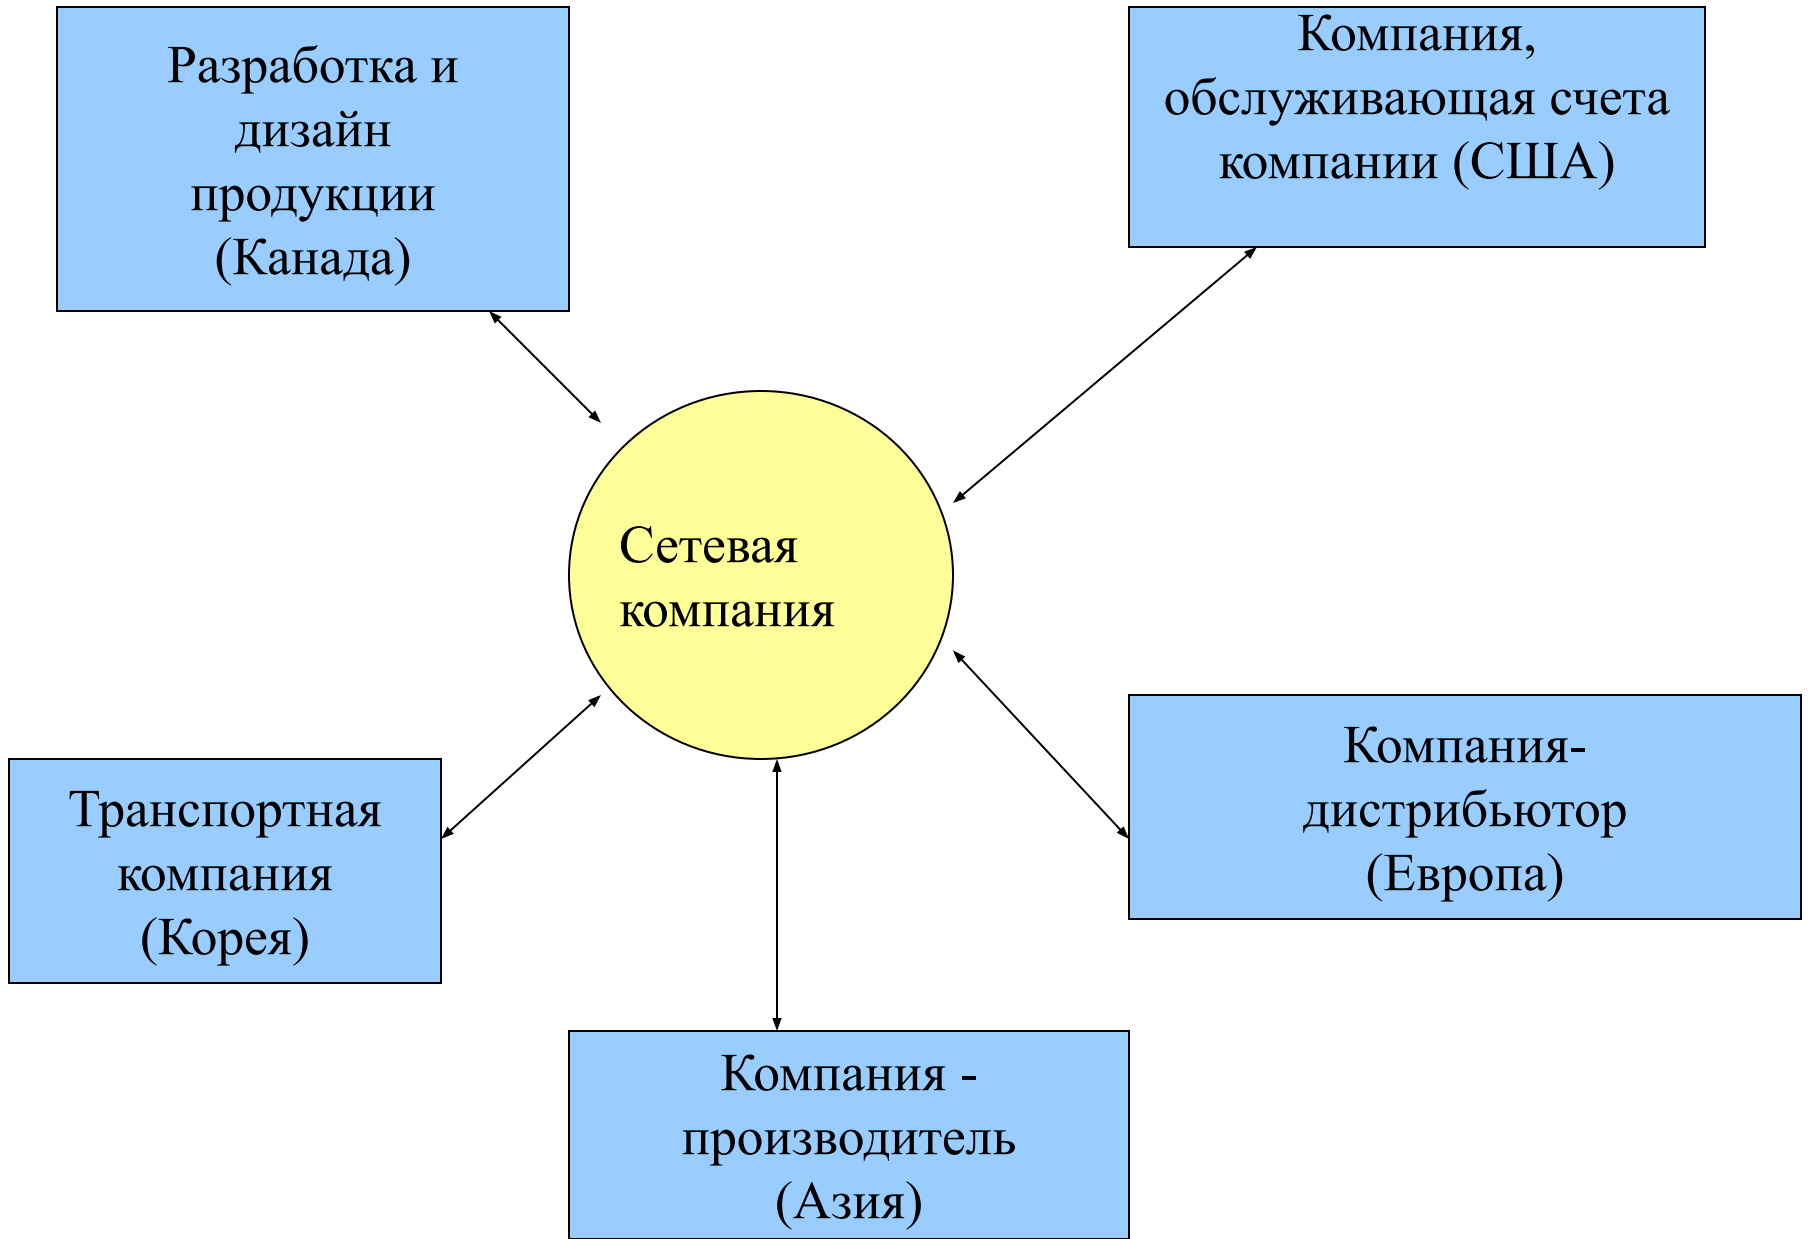 Разработка и
дизайн
продукции
(Канада)
Компания,
обслуживающая счета
компании (США)
Сетевая
компания
Транспортная
компания
(Корея)
Компания-
дистрибьютор
(Европа)
Компания -
производитель
(Азия)